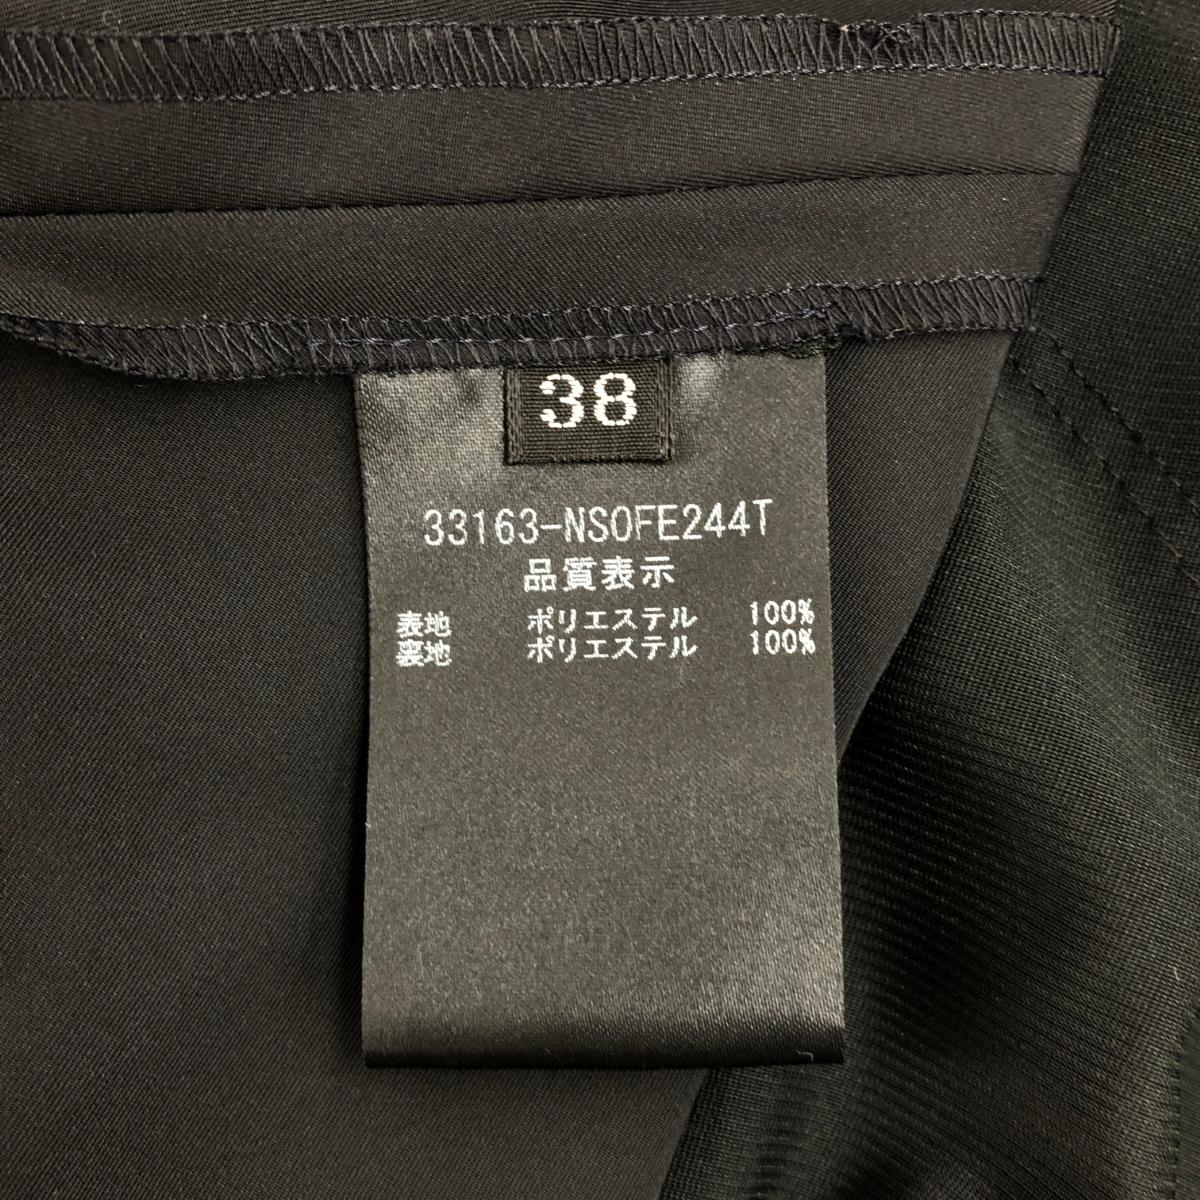 38
33163-NSOFE244T
品質表示
表地 ポリエステル 100%
裏地 ポリエステル 100%